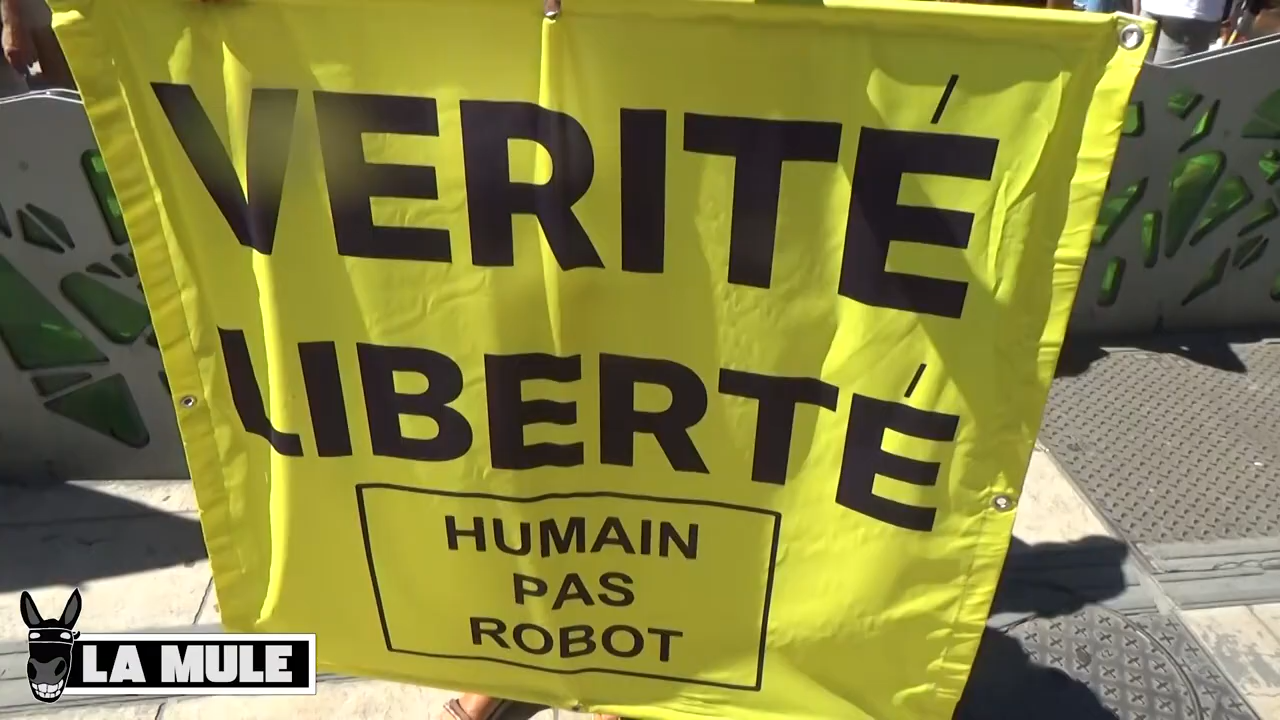 VERITÉ
LIBERTÉ
HUMAIN
PAS
ROBOT
LA MULE